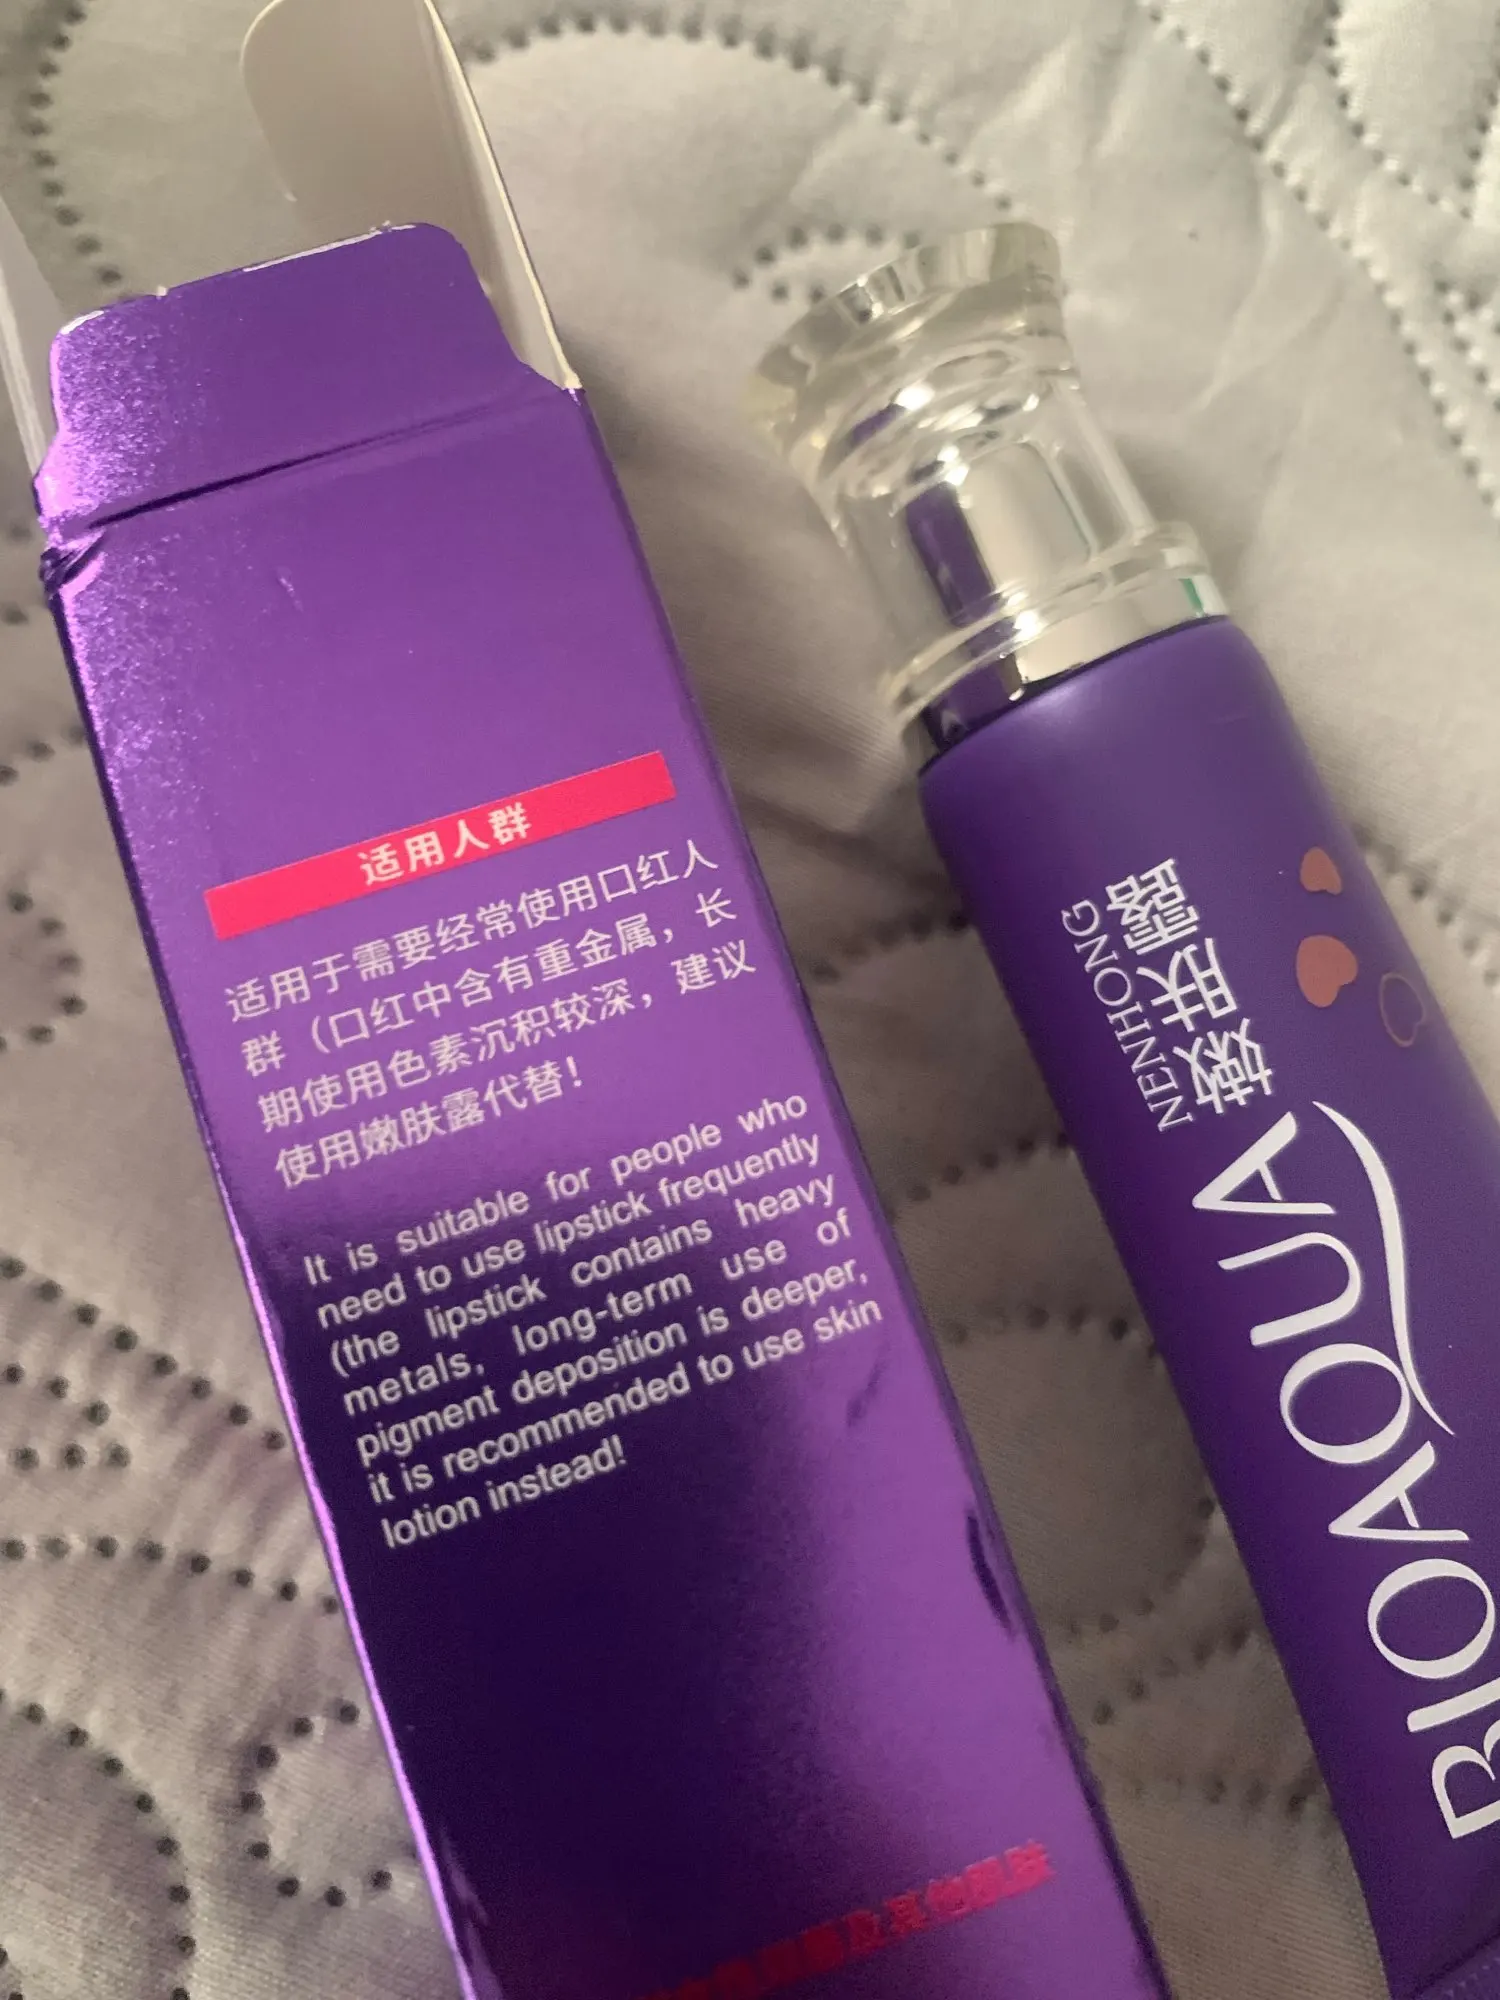 适用人群
适用于需要经常使用口红人
群（口红中含有重金属，长
期使用色素沉积较深，建议
使用嫩肤露代替！
It is suitable for people who
need to use lipstick frequently
(the lipstick contains heavy
metals, long-term use of
pigment deposition is deeper,
it is recommended to use skin
lotion instead!
BIOAQUA
嫩肤露
NENHONG